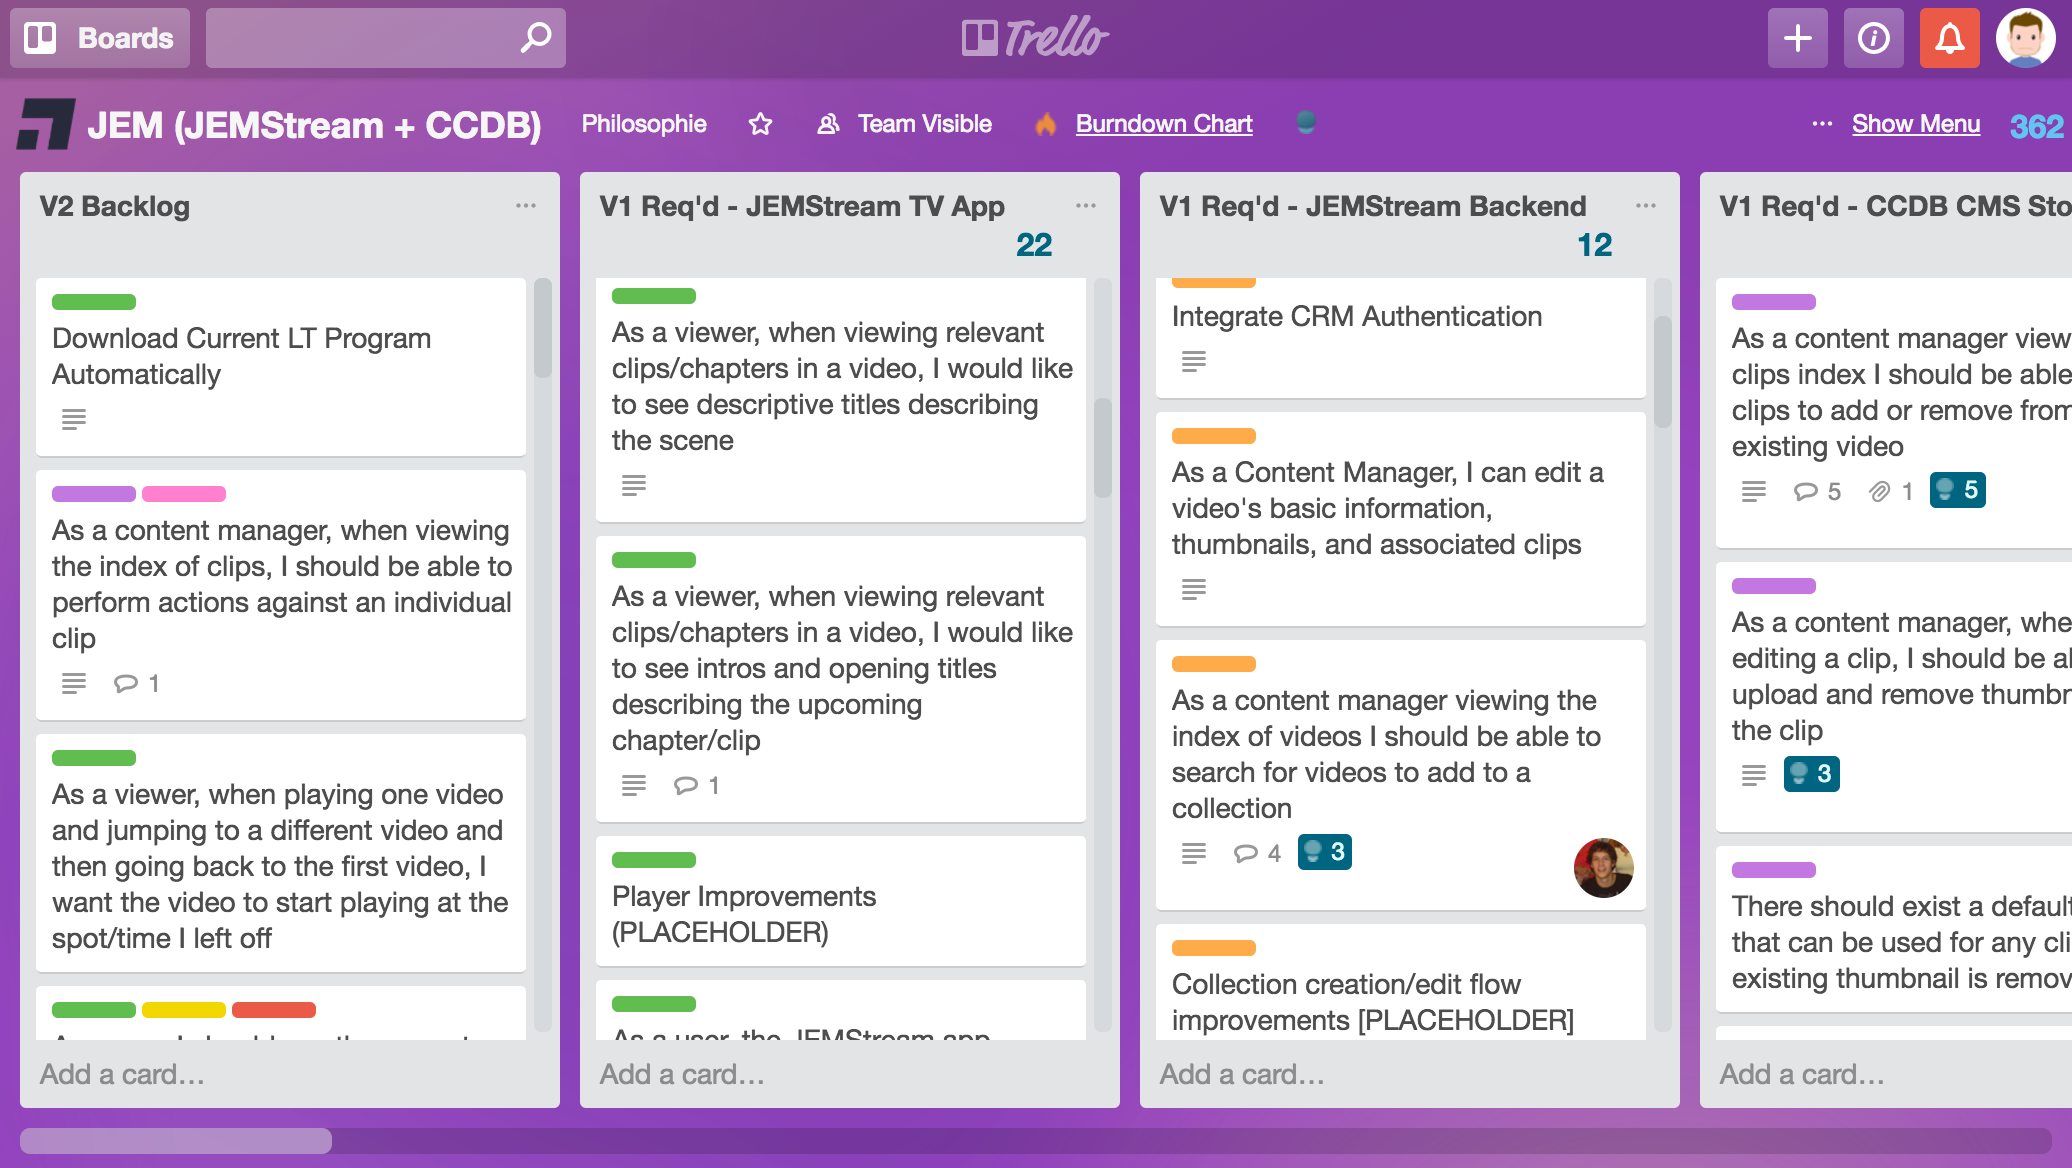 Boards
Trello
JEM (JEMStream + CCDB)
Philosophie
Team Visible
Burndown Chart
Show Menu
362
V2 Backlog
Download Current LT Program
Automatically
As a content manager, when viewing
the index of clips, I should be able to
perform actions against an individual
clip
1
As a viewer, when playing one video
and jumping to a different video and
then going back to the first video, I
want the video to start playing at the
spot/time I left off
Add a card…
V1 Req'd - JEMStream TV App
22
As a viewer, when viewing relevant
clips/chapters in a video, I would like
to see descriptive titles describing
the scene
As a viewer, when viewing relevant
clips/chapters in a video, I would like
to see intros and opening titles
describing the upcoming
chapter/clip
1
Player Improvements
(PLACEHOLDER)
As a user, the JEMStream app
Add a card…
V1 Req'd - JEMStream Backend
12
Integrate CRM Authentication
As a Content Manager, I can edit a
video's basic information,
thumbnails, and associated clips
As a content manager viewing the
index of videos I should be able to
search for videos to add to a
collection
4 3
Collection creation/edit flow
improvements [PLACEHOLDER]
Add a card…
V1 Req'd - CCDB CMS Sto
As a content manager view
clips index I should be able
clips to add or remove from
existing video
5 1 5
As a content manager, whe
editing a clip, I should be al
upload and remove thumbn
the clip
3
There should exist a default
that can be used for any cli
existing thumbnail is remov
Add a card…